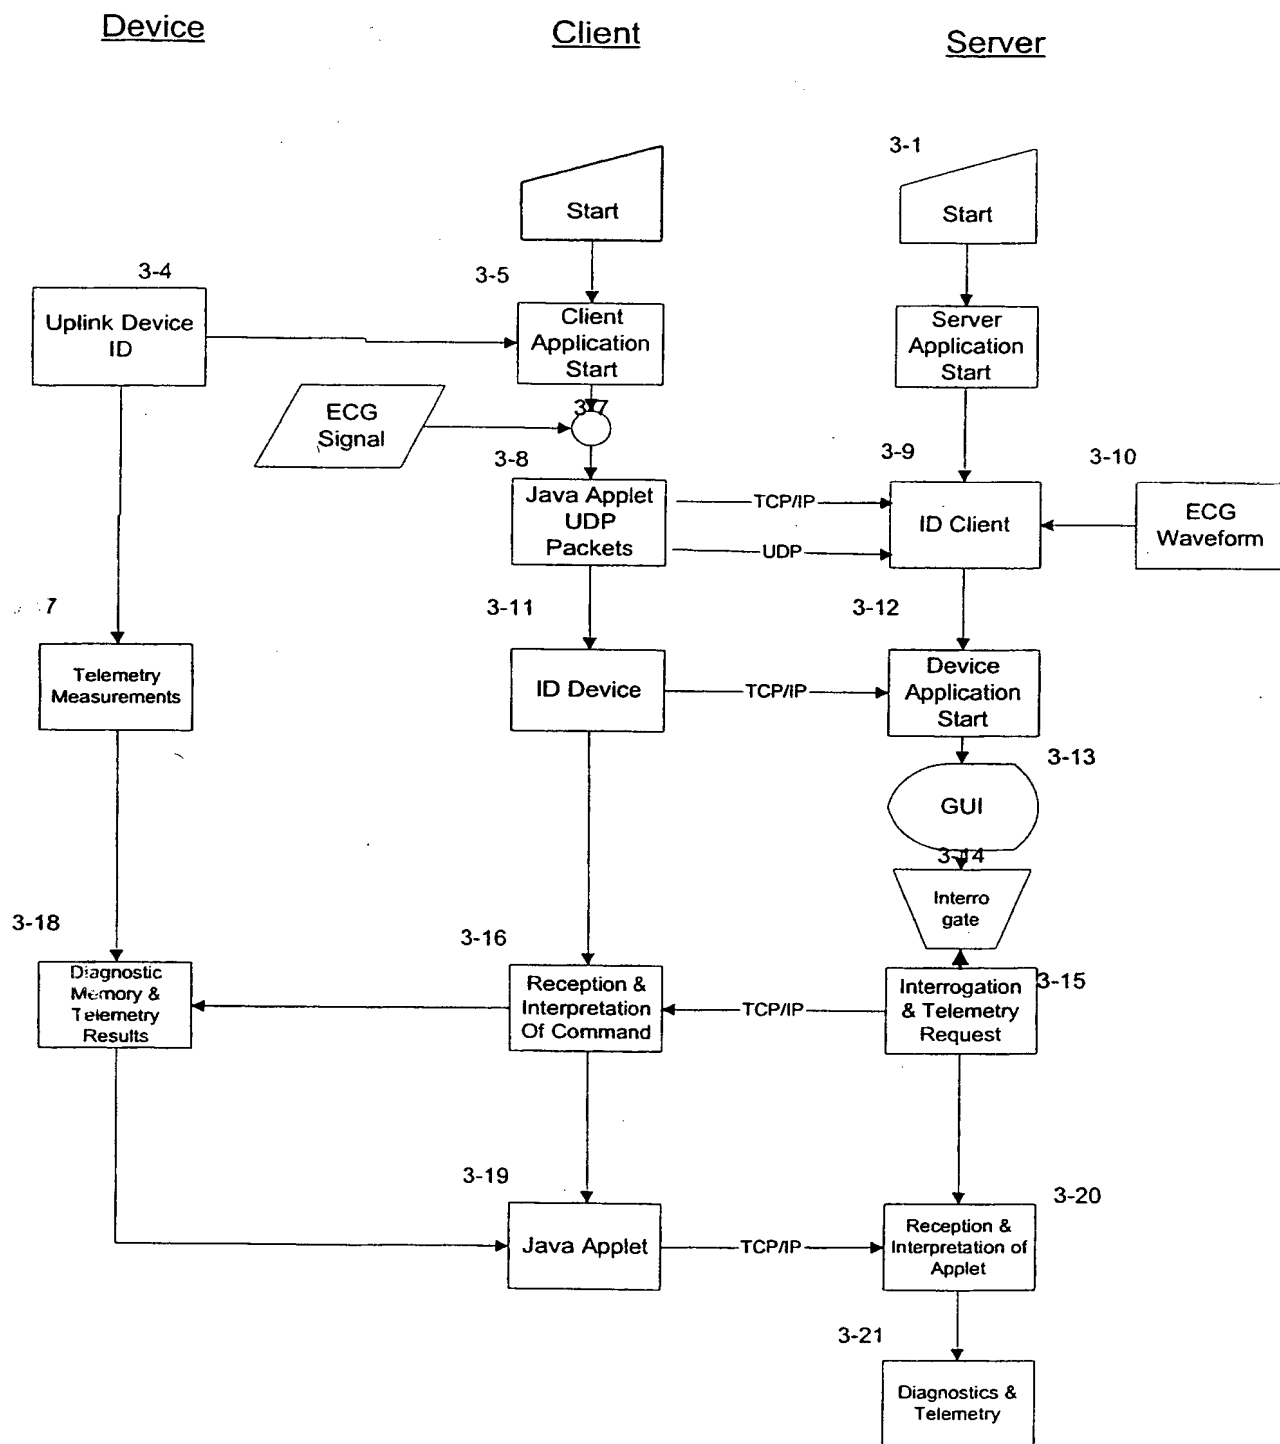 Device
Client
Server
3-1
Start
Start
3-4
3-5
Uplink Device
ID
Client
Application
Start
Server
Application
Start
ECG
Signal
3-7
3-8
3-9
3-10
Java Applet
UDP
Packets
TCP/IP
UDP
ID Client
ECG
Waveform
7
3-11
3-12
Telemetry
Measurements
ID Device
TCP/IP
Device
Application
Start
3-13
GUI
3-14
Interro
gate
3-18
3-16
3-15
Diagnostic
Memory &
Telemetry
Results
Reception &
Interpretation
Of Command
TCP/IP
Interrogation
& Telemetry
Request
3-19
3-20
Java Applet
TCP/IP
Reception &
Interpretation of
Applet
3-21
Diagnostics &
Telemetry